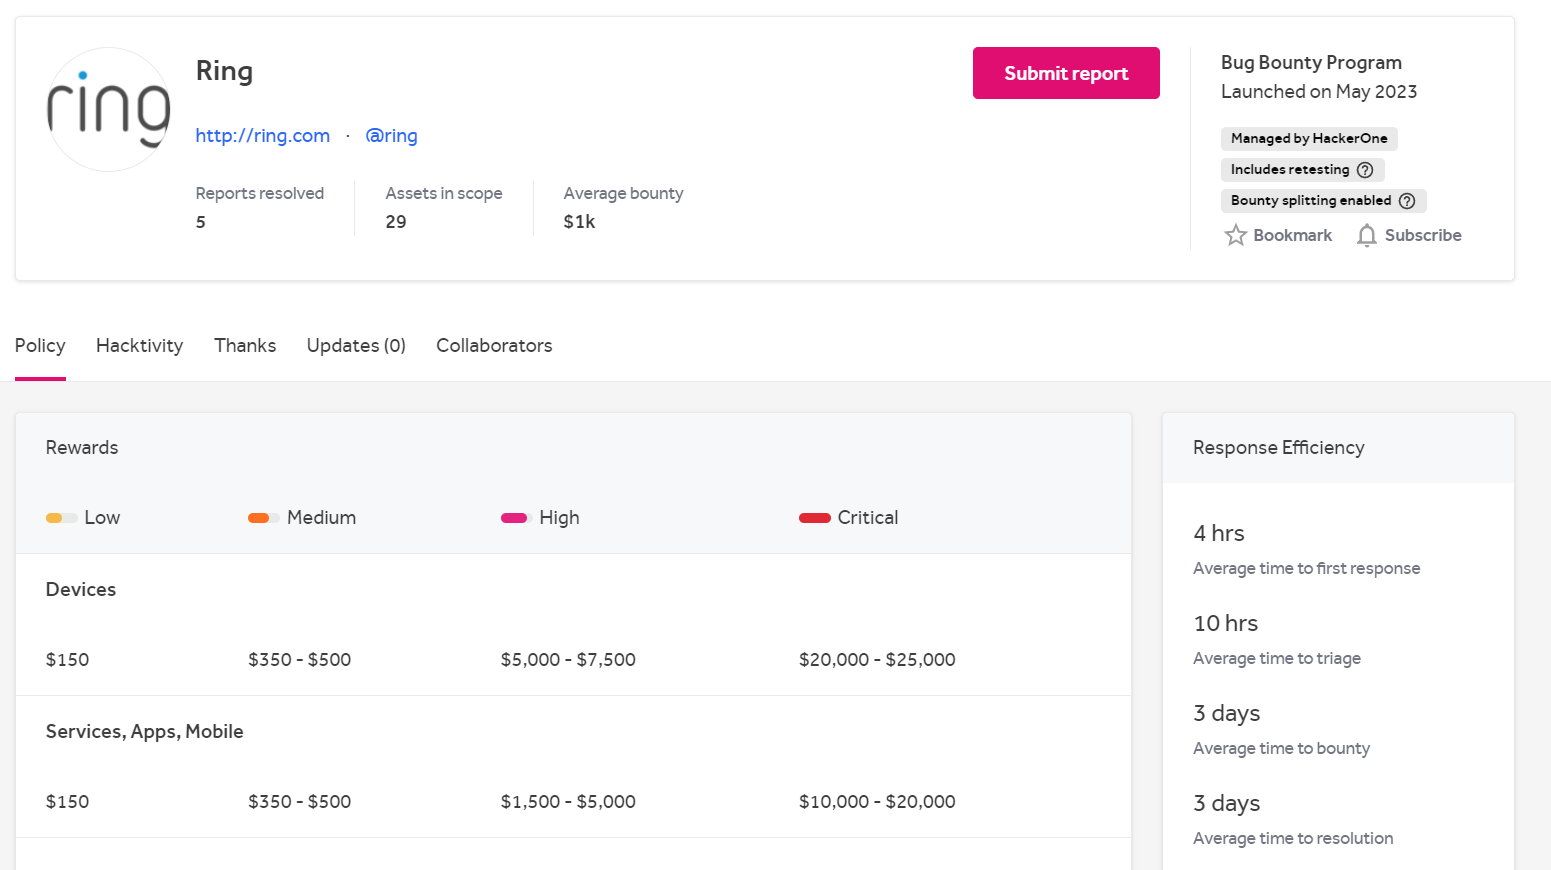 ring
Ring
http://ring.com · @ring
Reports resolved
5
Assets in scope
29
Average bounty
$1k
Submit report
Bug Bounty Program
Launched on May 2023
Managed by HackerOne
Includes retesting
Bounty splitting enabled
Bookmark Subscribe
Policy Hacktivity Thanks Updates (0) Collaborators
Rewards
Low Medium High Critical
Devices
$150 $350 - $500 $5,000 - $7,500 $20,000 - $25,000
Services, Apps, Mobile
$150 $350 - $500 $1,500 - $5,000 $10,000 - $20,000
Response Efficiency
4 hrs
Average time to first response
10 hrs
Average time to triage
3 days
Average time to bounty
3 days
Average time to resolution